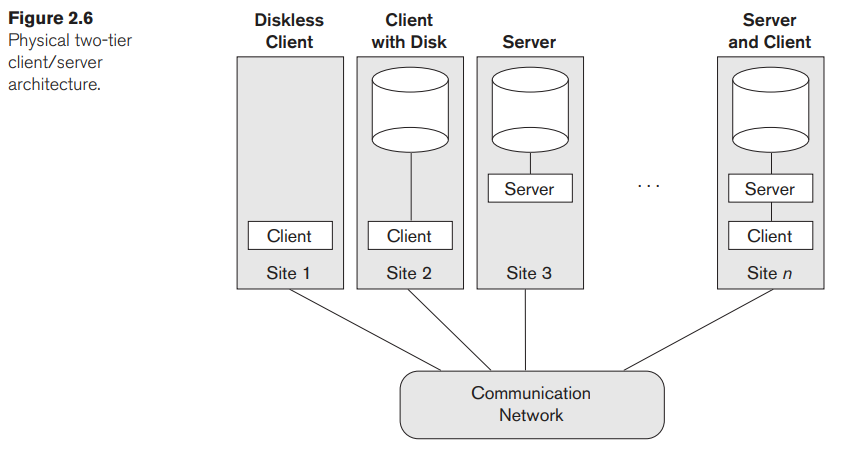 Figure 2.6
Physical two-tier
client/server
architecture.
Diskless
Client
Client
with Disk
Server
Server
and Client
Client
Site 1
Client
Site 2
Server
Site 3
. . .
Server
Client
Site n
Communication
Network